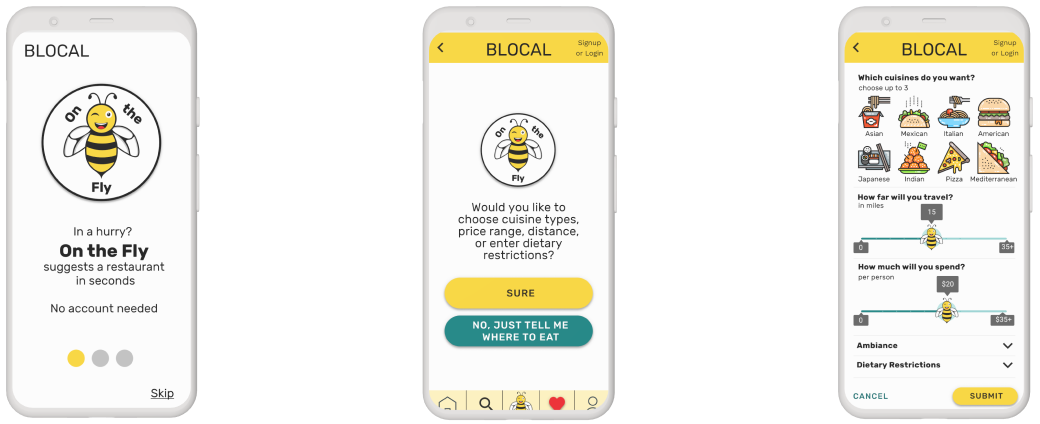 BLOCAL
On the
Fly
In a hurry?
On the Fly
suggests a restaurant
in seconds
No account needed
Skip
BLOCAL
Signup
or Login
On the
Fly
Would you like to
choose cuisine types,
price range, distance,
or enter dietary
restrictions?
SURE
NO, JUST TELL ME
WHERE TO EAT
BLOCAL
Signup
or Login
Which cuisines do you want?
choose up to 3
Asian Mexican Italian American
Japanese Indian Pizza Mediterranean
How far will you travel?
in miles
15
0 35+
How much will you spend?
per person
$20
0 $35+
Ambiance
Dietary Restrictions
CANCEL SUBMIT